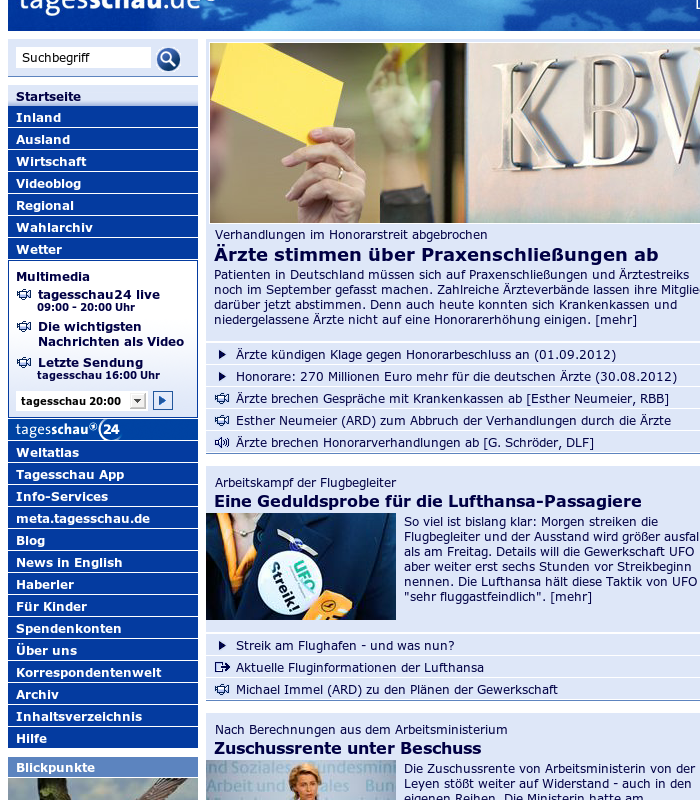 tagesschau.de
Suchbegriff
Startseite
Inland
Ausland
Wirtschaft
Videoblog
Regional
Wahlarchiv
Wetter
Multimedia
tagesschau24 live
09:00 - 20:00 Uhr
Die wichtigsten
Nachrichten als Video
Letzte Sendung
tagesschau 16:00 Uhr
tagesschau 20:00
tagesschau 24
Weltatlas
Tagesschau App
Info-Services
meta.tagesschau.de
Blog
News in English
Haberler
Für Kinder
Spendenkonten
Über uns
Korrespondentenwelt
Archiv
Inhaltsverzeichnis
Hilfe
Blickpunkte
KBV
Verhandlungen im Honorarstreit abgebrochen
Ärzte stimmen über Praxenschließungen ab
Patienten in Deutschland müssen sich auf Praxenschließungen und Ärztestreiks
noch im September gefasst machen. Zahlreiche Ärzteverbände lassen ihre Mitglie
darüber jetzt abstimmen. Denn auch heute konnten sich Krankenkassen und
niedergelassene Ärzte nicht auf eine Honorarerhöhung einigen. [mehr]
Ärzte kündigen Klage gegen Honorarbeschluss an (01.09.2012)
Honorare: 270 Millionen Euro mehr für die deutschen Ärzte (30.08.2012)
Ärzte brechen Gespräche mit Krankenkassen ab [Esther Neumeier, RBB]
Esther Neumeier (ARD) zum Abbruch der Verhandlungen durch die Ärzte
Ärzte brechen Honorarverhandlungen ab [G. Schröder, DLF]
Arbeitskampf der Flugbegleiter
Eine Geduldsprobe für die Lufthansa-Passagiere
UFO
Streik!
So viel ist bislang klar: Morgen streiken die
Flugbegleiter und der Ausstand wird größer ausfal
als am Freitag. Details will die Gewerkschaft UFO
aber weiter erst sechs Stunden vor Streikbeginn
nennen. Die Lufthansa hält diese Taktik von UFO
"sehr fluggastfeindlich". [mehr]
Streik am Flughafen - und was nun?
Aktuelle Fluginformationen der Lufthansa
Michael Immel (ARD) zu den Plänen der Gewerkschaft
Nach Berechnungen aus dem Arbeitsministerium
Zuschussrente unter Beschuss
nd Soziales Bundesmini
Arbeit und ales Bun
Die Zuschussrente von Arbeitsministerin von der
Leyen stößt weiter auf Widerstand - auch in den
eigenen Reihen. Die Ministerin hatte am